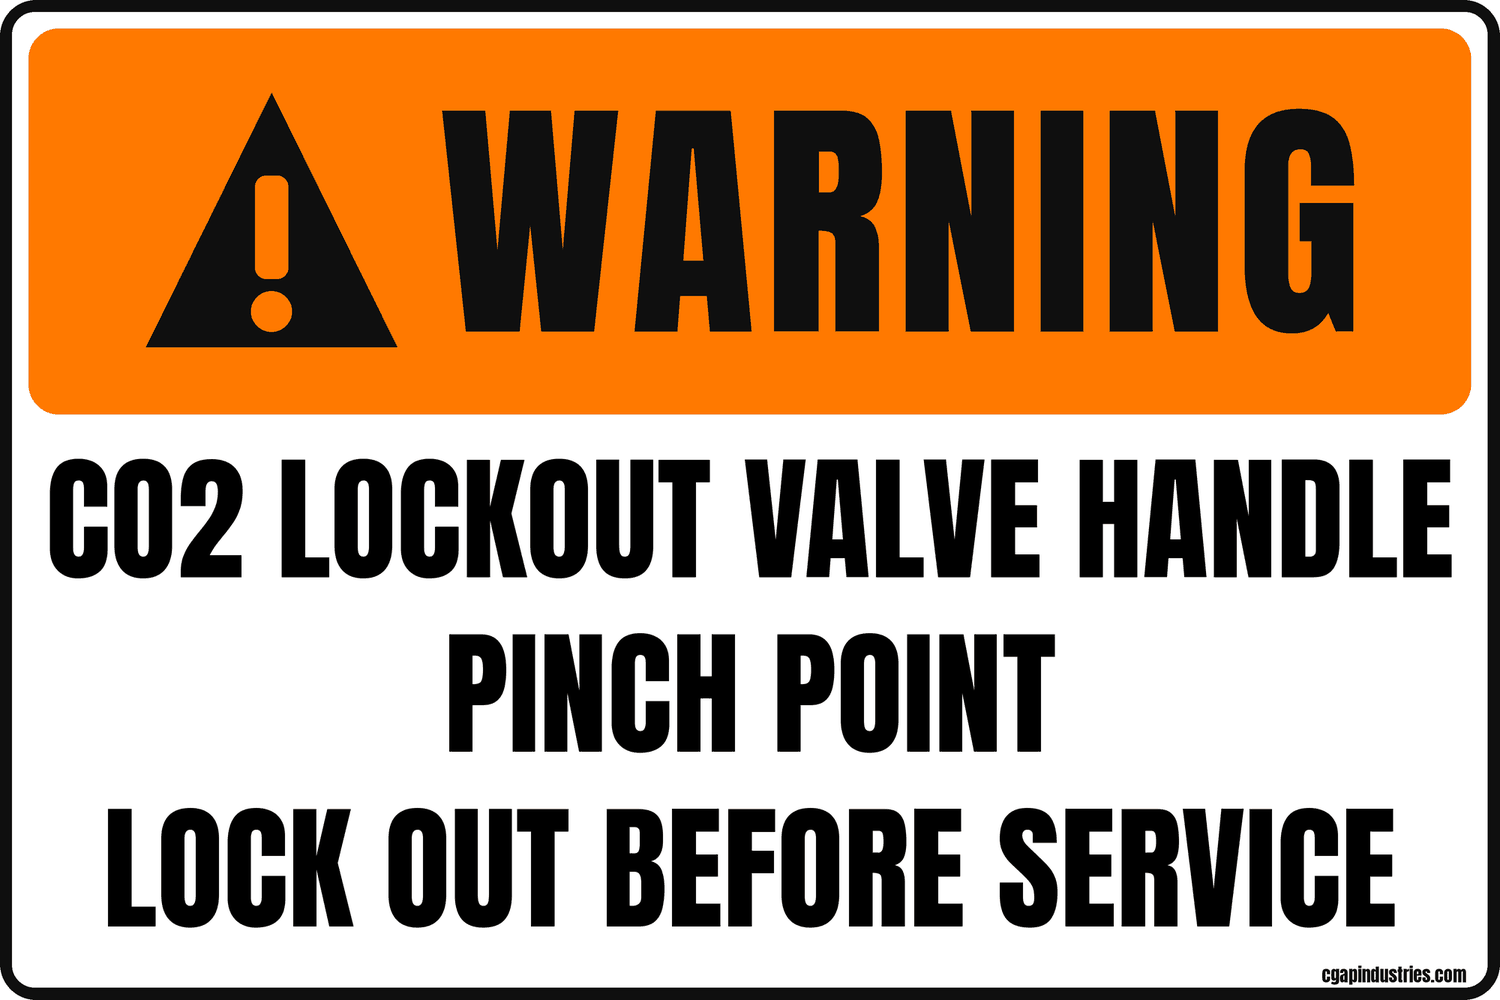 WARNING
CO2 LOCKOUT VALVE HANDLE
PINCH POINT
LOCK OUT BEFORE SERVICE
cgapindustries.com